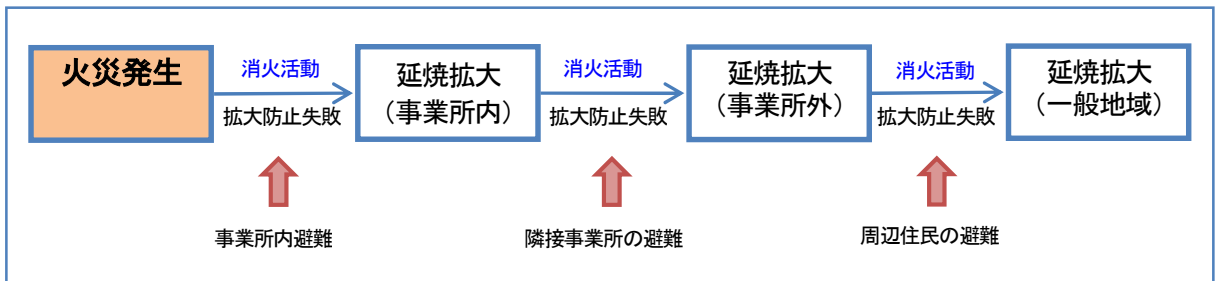 火災発生
消火活動
拡大防止失敗
延焼拡大
（事業所内）
消火活動
拡大防止失敗
延焼拡大
（事業所外）
消火活動
拡大防止失敗
延焼拡大
（一般地域）
事業所内避難
隣接事業所の避難
周辺住民の避難